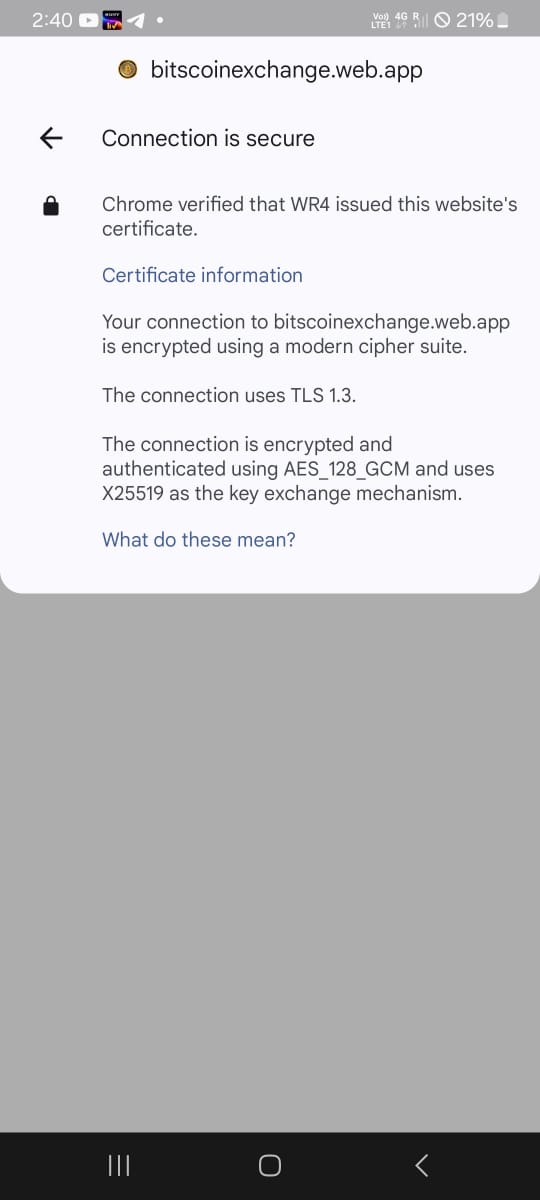 2:40
Vo) 4G R
LTE1
21%
bitscoinexchange.web.app
Connection is secure
Chrome verified that WR4 issued this website's
certificate.
Certificate information
Your connection to bitscoinexchange.web.app
is encrypted using a modern cipher suite.
The connection uses TLS 1.3.
The connection is encrypted and
authenticated using AES_128_GCM and uses
X25519 as the key exchange mechanism.
What do these mean?